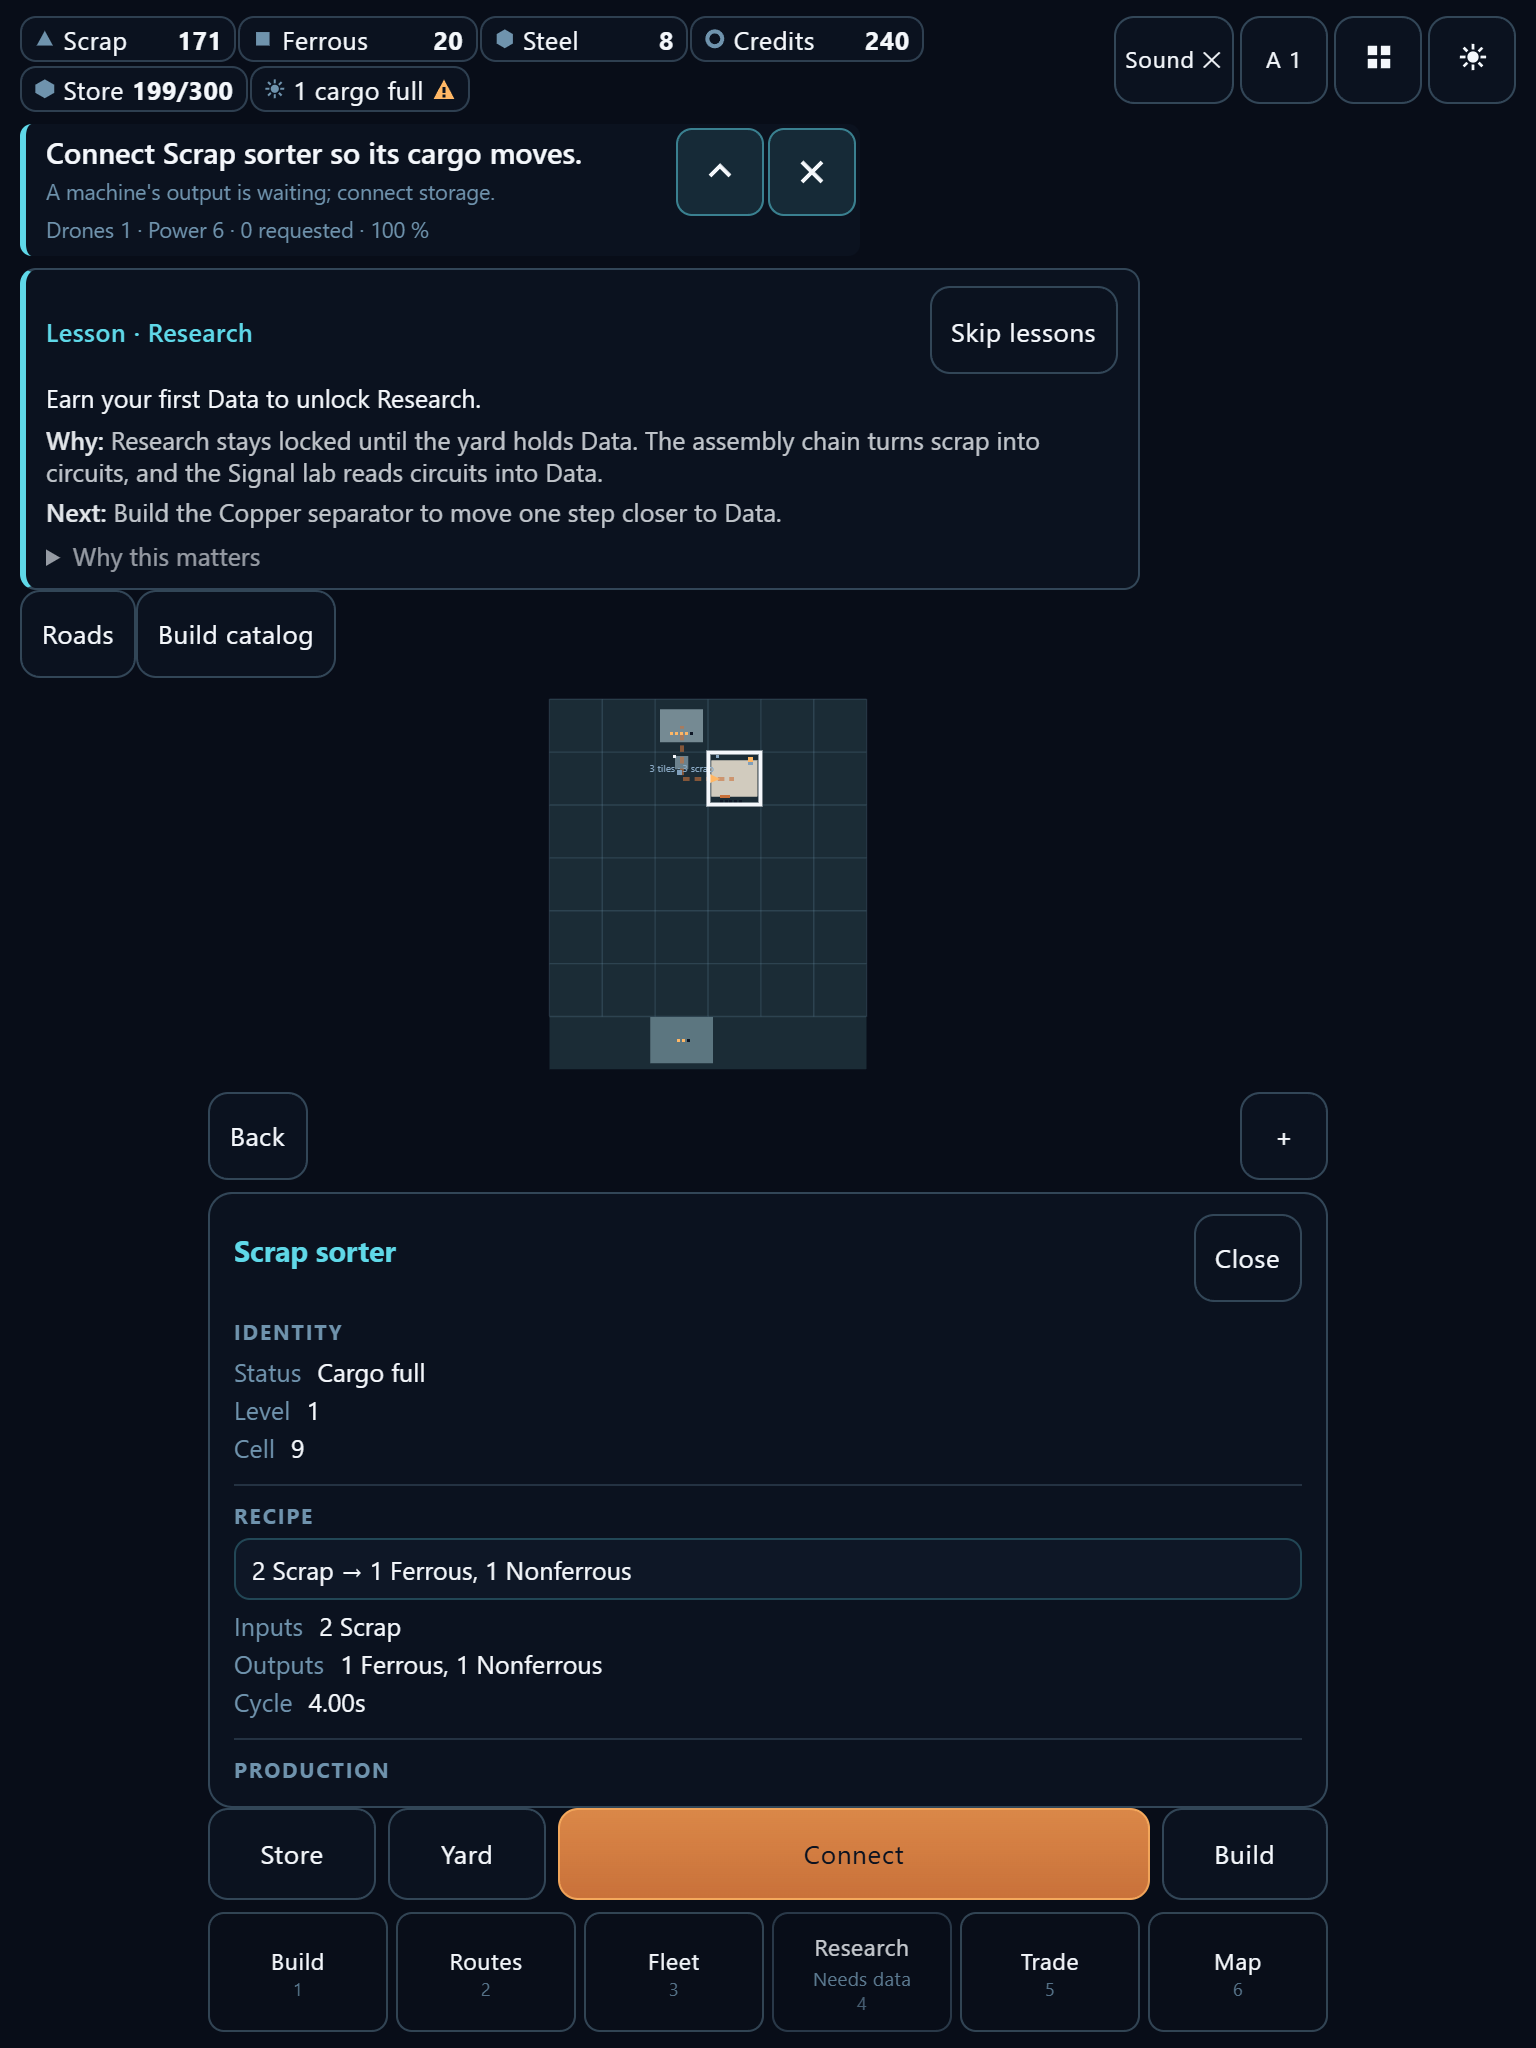 Scrap 171
Ferrous 20
Steel 8
Credits 240
Sound
A 1
Store 199/300
1 cargo full
Connect Scrap sorter so its cargo moves.
A machine's output is waiting; connect storage.
Drones 1 · Power 6 · 0 requested · 100 %
Lesson · Research
Skip lessons
Earn your first Data to unlock Research.
Why: Research stays locked until the yard holds Data. The assembly chain turns scrap into
circuits, and the Signal lab reads circuits into Data.
Next: Build the Copper separator to move one step closer to Data.
Why this matters
Roads
Build catalog
3 tiles
Back
+
Scrap sorter
Close
IDENTITY
Status Cargo full
Level 1
Cell 9
RECIPE
2 Scrap → 1 Ferrous, 1 Nonferrous
Inputs 2 Scrap
Outputs 1 Ferrous, 1 Nonferrous
Cycle 4.00s
PRODUCTION
Store
Yard
Connect
Build
Build
1
Routes
2
Fleet
3
Research
Needs data
4
Trade
5
Map
6